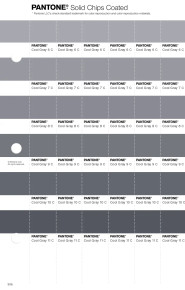 PANTONE® Solid Chips Coated
PANTONE® PANTONE® PANTONE® PANTONE® PANTONE® PANTONE®
Cool Gray 6 C Cool Gray 6 C Cool Gray 6 C Cool Gray 6 C Cool Gray 6 C Cool Gray 6 C
PANTONE® PANTONE® PANTONE® PANTONE® PANTONE® PANTONE®
Cool Gray 7 C Cool Gray 7 C Cool Gray 7 C Cool Gray 7 C Cool Gray 7 C Cool Gray 7 C
PANTONE® PANTONE® PANTONE® PANTONE® PANTONE® PANTONE®
Cool Gray 8 C Cool Gray 8 C Cool Gray 8 C Cool Gray 8 C Cool Gray 8 C Cool Gray 8 C
PANTONE® PANTONE® PANTONE® PANTONE® PANTONE® PANTONE®
Cool Gray 9 C Cool Gray 9 C Cool Gray 9 C Cool Gray 9 C Cool Gray 9 C Cool Gray 9 C
PANTONE® PANTONE® PANTONE® PANTONE® PANTONE® PANTONE®
Cool Gray 10 C Cool Gray 10 C Cool Gray 10 C Cool Gray 10 C Cool Gray 10 C Cool Gray 10 C
PANTONE® PANTONE® PANTONE® PANTONE® PANTONE® PANTONE®
Cool Gray 11 C Cool Gray 11 C Cool Gray 11 C Cool Gray 11 C Cool Gray 11 C Cool Gray 11 C